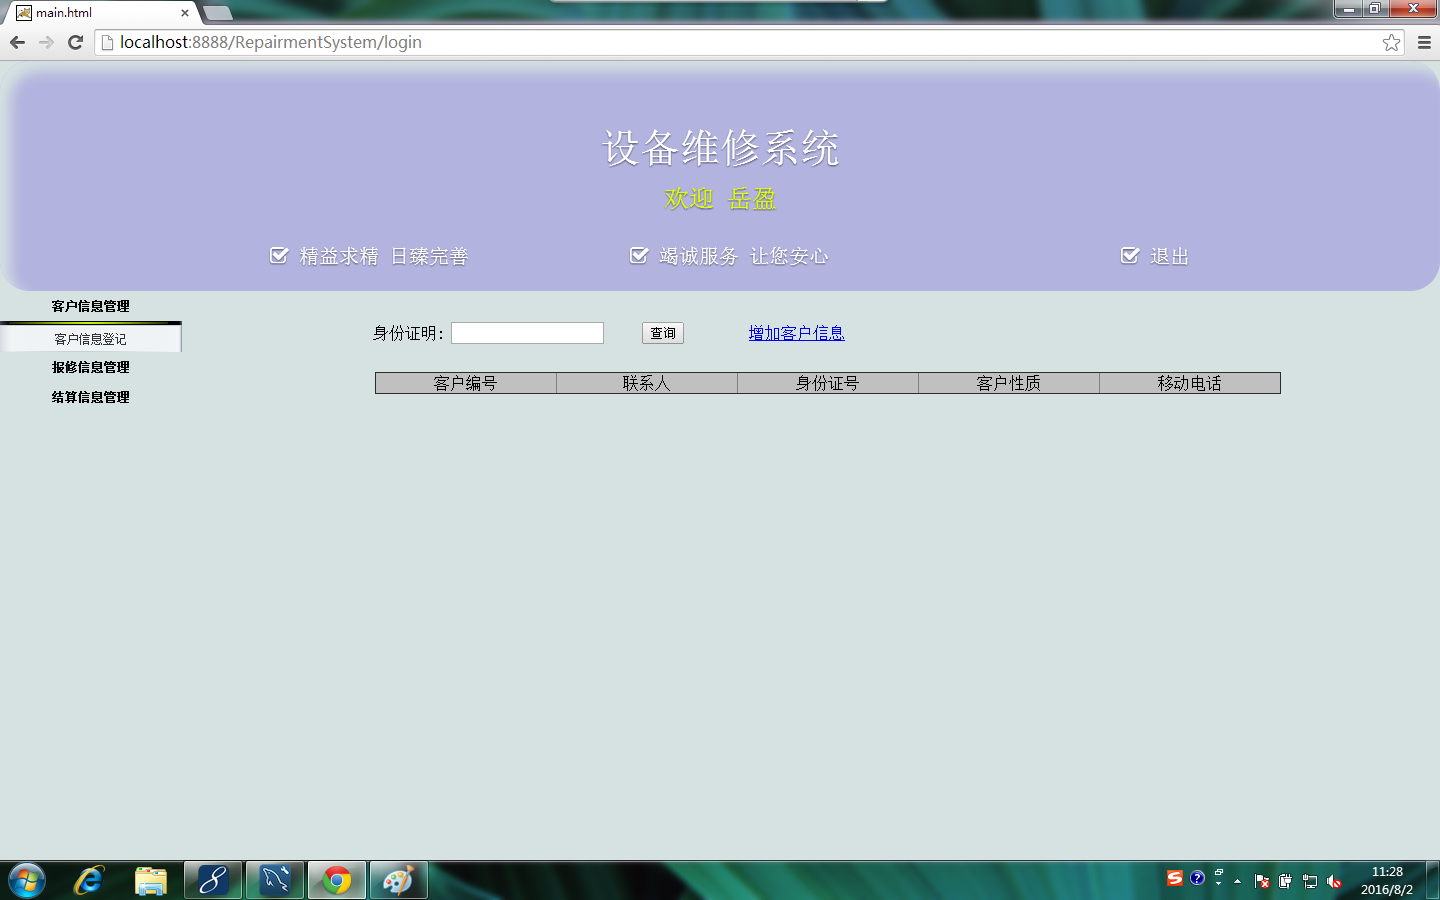 main.html
localhost:8888/RepairmentSystem/login
设备维修系统
欢迎 岳盈
精益求精 日臻完善
竭诚服务 让您安心
退出
客户信息管理
客户信息登记
报修信息管理
结算信息管理
身份证明：
查询
增加客户信息
客户编号 联系人 身份证号 客户性质 移动电话
11:28
2016/8/2